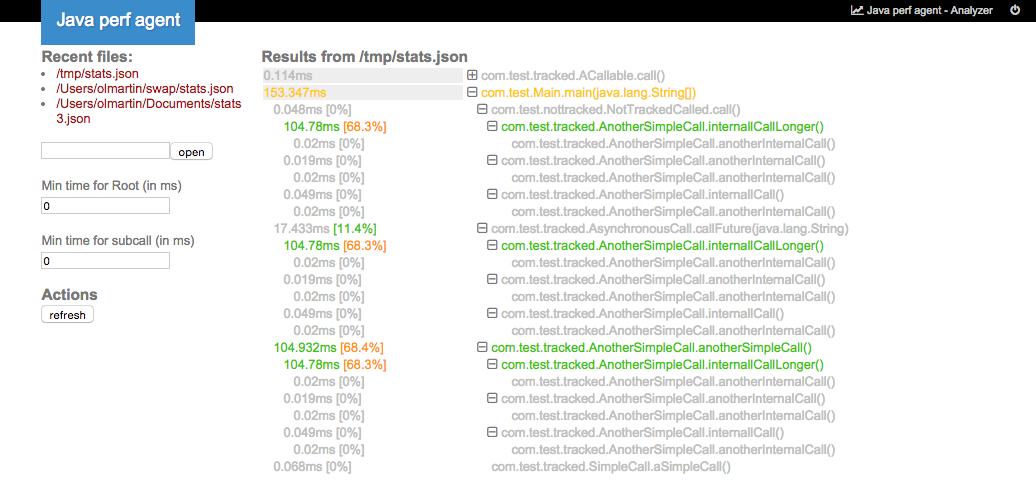 Java perf agent
Java perf agent - Analyzer
Recent files:
/tmp/stats.json
/Users/olmartin/swap/stats.json
/Users/olmartin/Documents/stats
3.json
open
Min time for Root (in ms)
0
Min time for subcall (in ms)
0
Actions
refresh
Results from /tmp/stats.json
0.114ms com.test.tracked.ACallable.call()
153.347ms com.test.Main.main(java.lang.String[])
0.048ms [0%] com.test.nottracked.NotTrackedCalled.call()
104.78ms [68.3%] com.test.tracked.AnotherSimpleCall.internallCallLonger()
0.02ms [0%] com.test.tracked.AnotherSimpleCall.anotherInternalCall()
0.019ms [0%] com.test.tracked.AnotherSimpleCall.anotherInternalCall()
0.02ms [0%] com.test.tracked.AnotherSimpleCall.anotherInternalCall()
0.049ms [0%] com.test.tracked.AnotherSimpleCall.internallCall()
0.02ms [0%] com.test.tracked.AnotherSimpleCall.anotherInternalCall()
17.433ms [11.4%] com.test.tracked.AsynchronousCall.callFuture(java.lang.String)
104.78ms [68.3%] com.test.tracked.AnotherSimpleCall.internallCallLonger()
0.02ms [0%] com.test.tracked.AnotherSimpleCall.anotherInternalCall()
0.019ms [0%] com.test.tracked.AnotherSimpleCall.anotherInternalCall()
0.02ms [0%] com.test.tracked.AnotherSimpleCall.anotherInternalCall()
0.049ms [0%] com.test.tracked.AnotherSimpleCall.internallCall()
0.02ms [0%] com.test.tracked.AnotherSimpleCall.anotherInternalCall()
104.932ms [68.4%] com.test.tracked.AnotherSimpleCall.anotherSimpleCall()
104.78ms [68.3%] com.test.tracked.AnotherSimpleCall.internallCallLonger()
0.02ms [0%] com.test.tracked.AnotherSimpleCall.anotherInternalCall()
0.019ms [0%] com.test.tracked.AnotherSimpleCall.anotherInternalCall()
0.02ms [0%] com.test.tracked.AnotherSimpleCall.anotherInternalCall()
0.049ms [0%] com.test.tracked.AnotherSimpleCall.internallCall()
0.02ms [0%] com.test.tracked.AnotherSimpleCall.anotherInternalCall()
0.068ms [0%] com.test.tracked.SimpleCall.aSimpleCall()